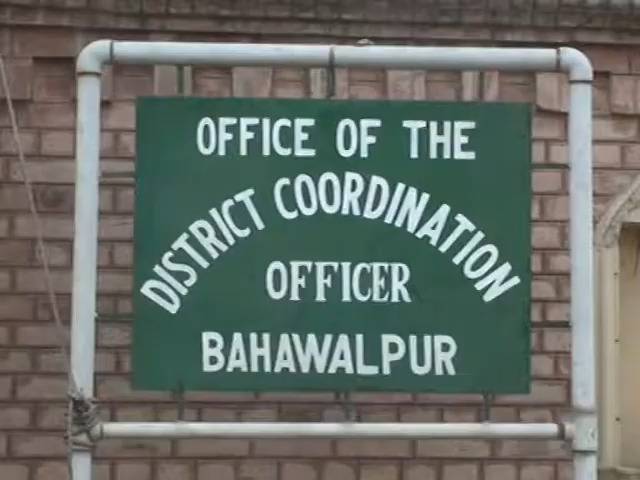 OFFICE OF THE
DISTRICT COORDINATION
OFFICER
BAHAWALPUR